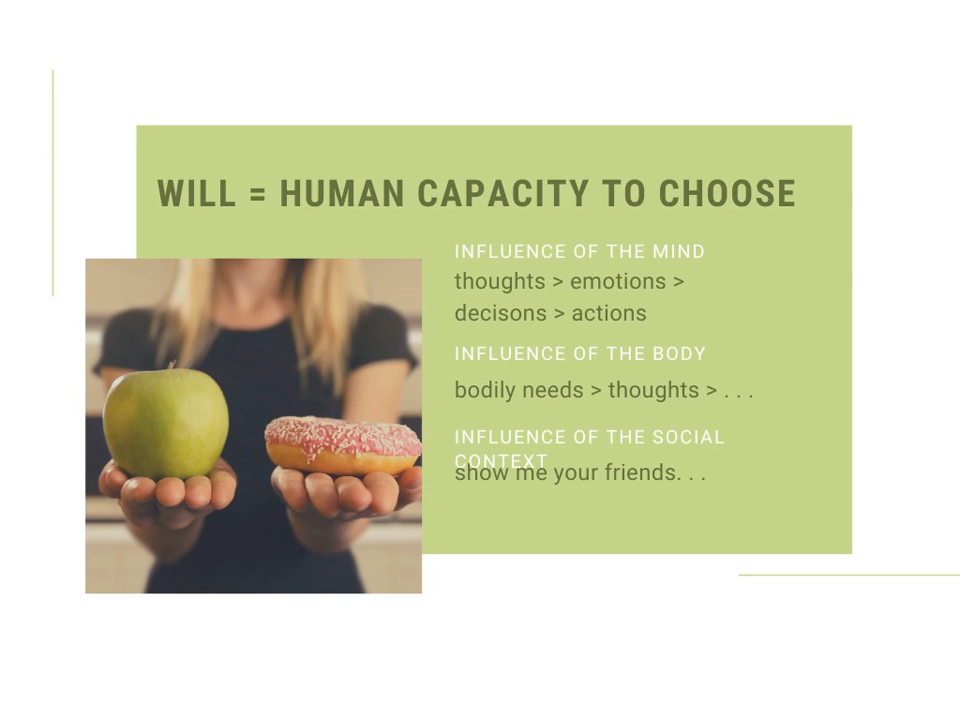 WILL = HUMAN CAPACITY TO CHOOSE
INFLUENCE OF THE MIND
thoughts > emotions >
decisons > actions
INFLUENCE OF THE BODY
bodily needs > thoughts > . . .
INFLUENCE OF THE SOCIAL
CONTEXT
show me your friends. . .